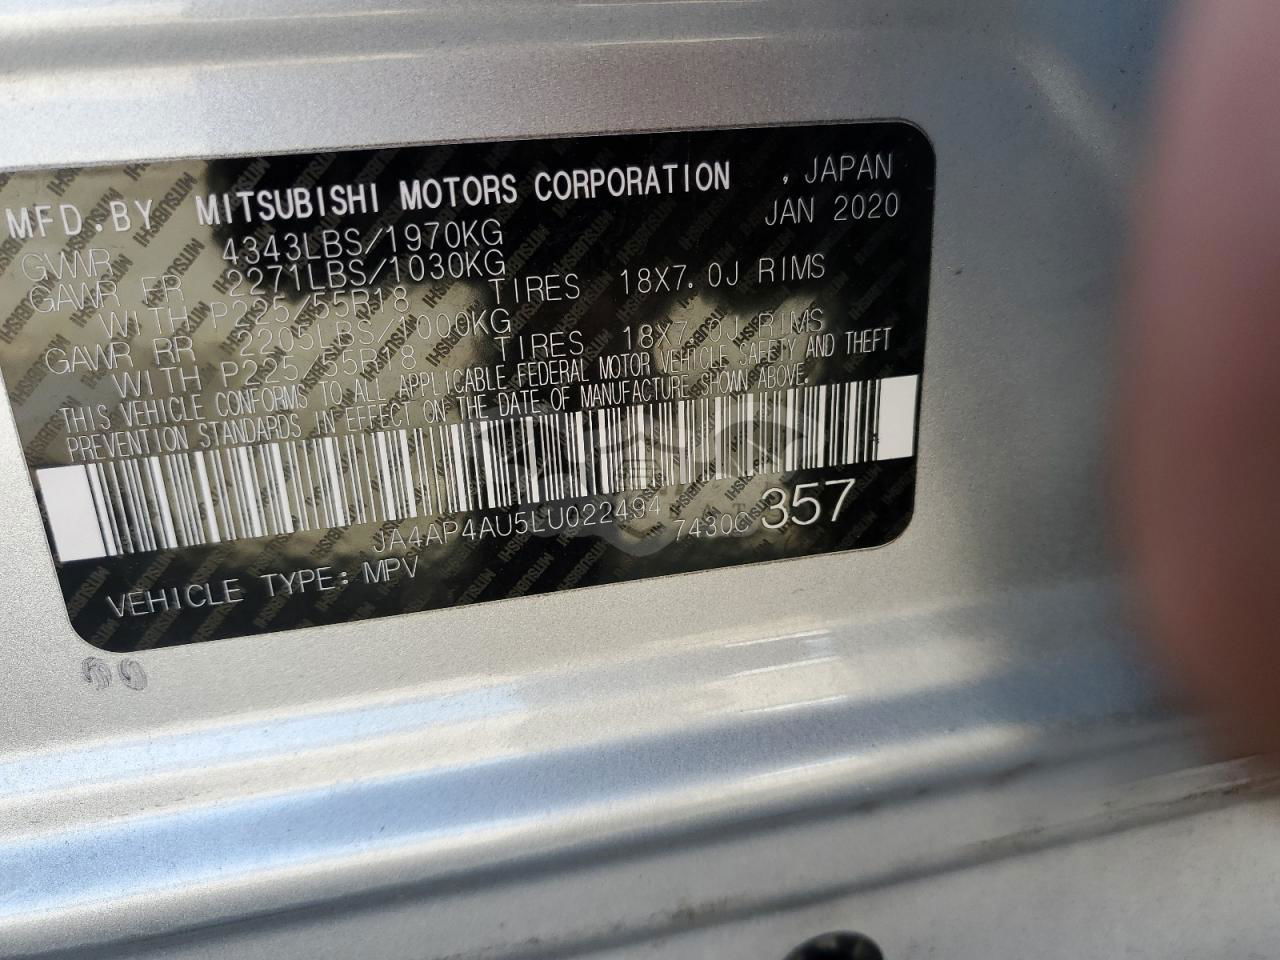 MFD.BY MITSUBISHI MOTORS CORPORATION , JAPAN
JAN 2020
GVWR 4343LBS/1970KG
GAWR FR 2271LBS/1030KG
WITH P225/55R18 TIRES 18X7.0J RIMS
GAWR RR 2205LBS/1000KG
WITH P225/55R18 TIRES 18X7.0J RIMS
THIS VEHICLE CONFORMS TO ALL APPLICABLE FEDERAL MOTOR VEHICLE SAFETY AND THEFT
PREVENTION STANDARDS IN EFFECT ON THE DATE OF MANUFACTURE SHOWN ABOVE.
JA4AP4AU5LU022494 7430C 357
VEHICLE TYPE: MPV